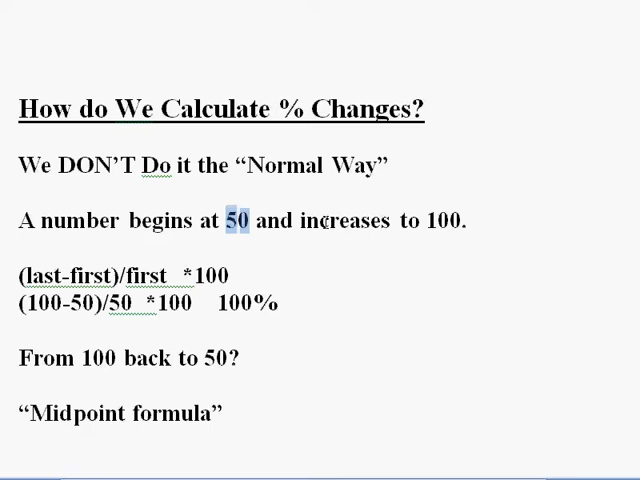 How do We Calculate % Changes?
We DON'T Do it the “Normal Way”
A number begins at 50 and increases to 100.
(last-first)/first *100
(100-50)/50 *100 100%
From 100 back to 50?
“Midpoint formula”